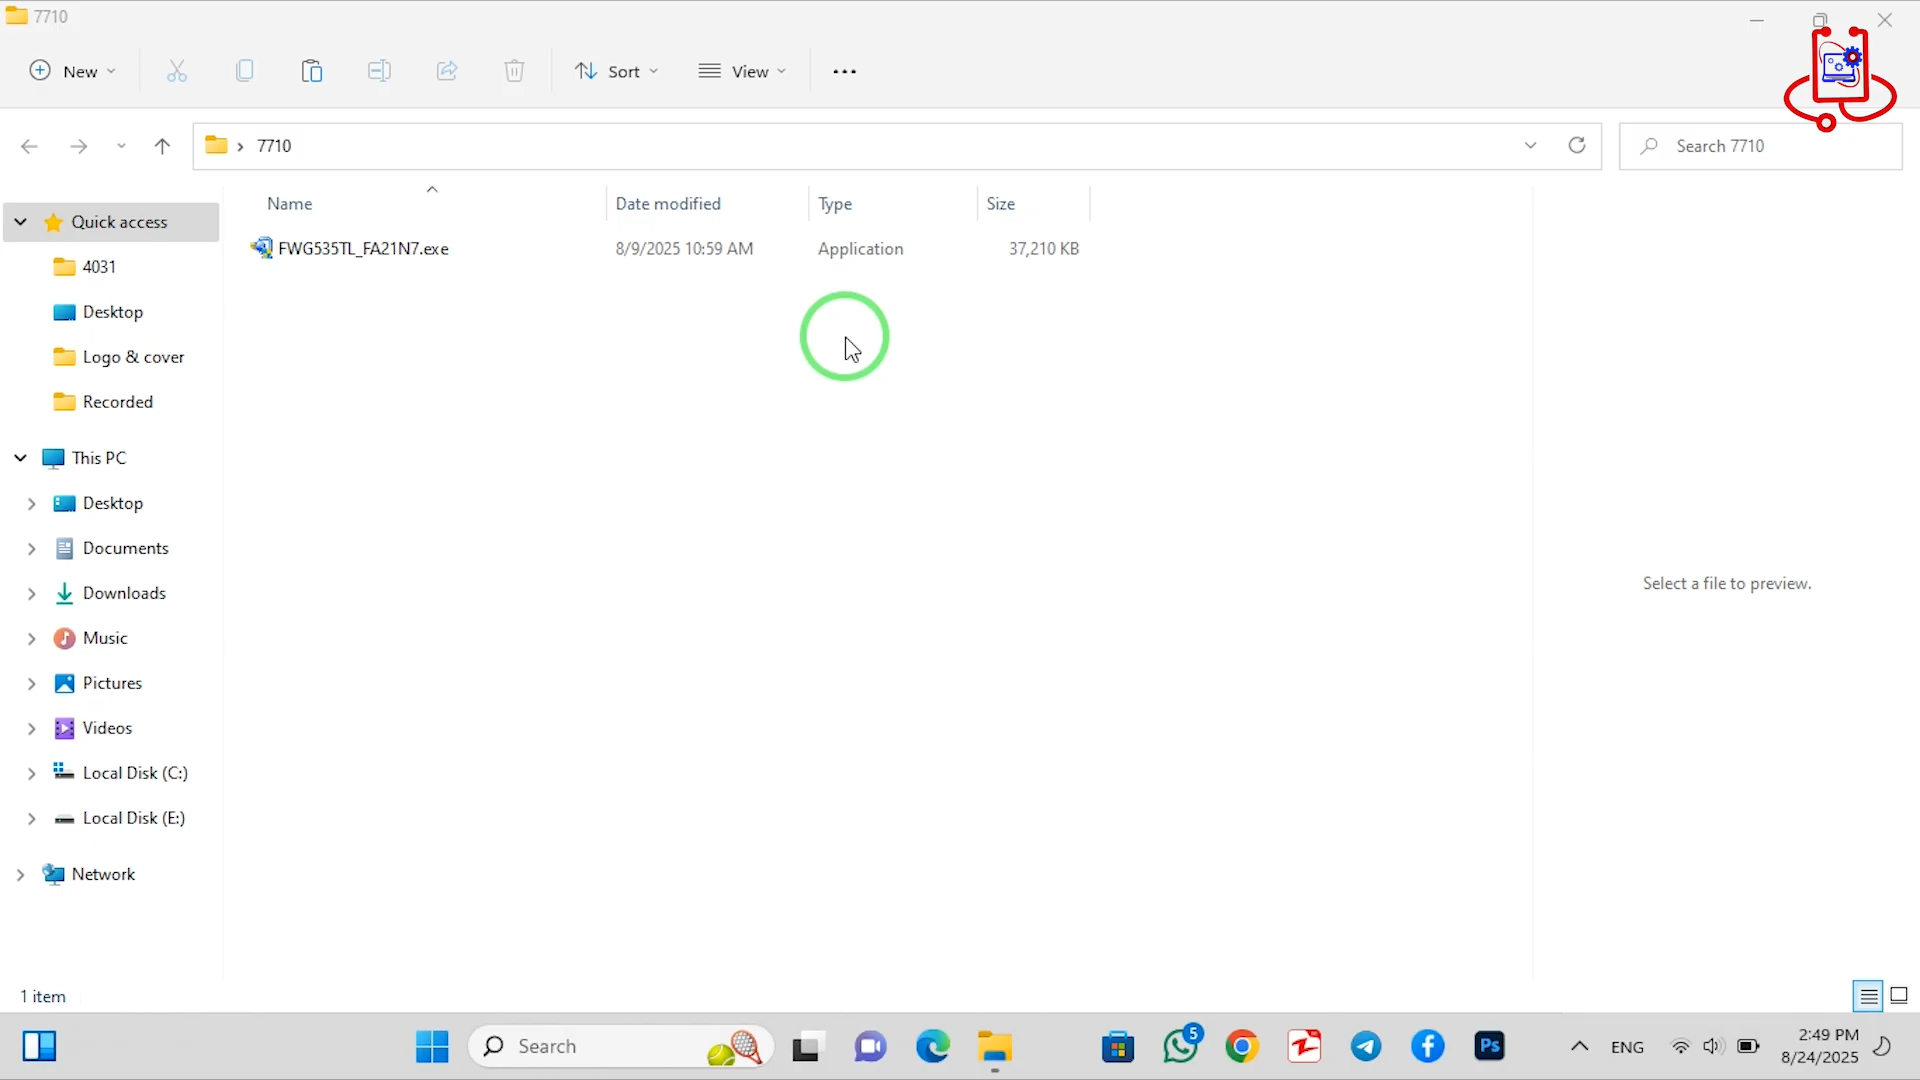 7710
New
Sort
View
7710
Search 7710
Name
Date modified
Type
Size
Quick access
FWG535TL_FA21N7.exe
8/9/2025 10:59 AM
Application
37,210 KB
4031
Desktop
Logo & cover
Recorded
This PC
Desktop
Documents
Downloads
Music
Pictures
Videos
Local Disk (C:)
Local Disk (E:)
Network
Select a file to preview.
1 item
Search
5
Ps
ENG
2:49 PM
8/24/2025